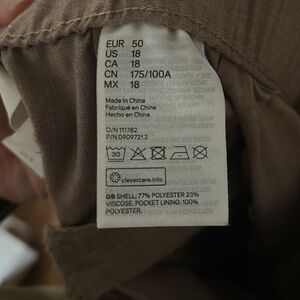 EUR 50
US 18
CA 18
CN 175/100A
MX 18
Made in China
Fabriqué en Chine
Hecho en China
O/N 111782
P/N 09097212
30
clevercare.info
GB SHELL: 77% POLYESTER 23%
VISCOSE. POCKET LINING: 100%
POLYESTER.